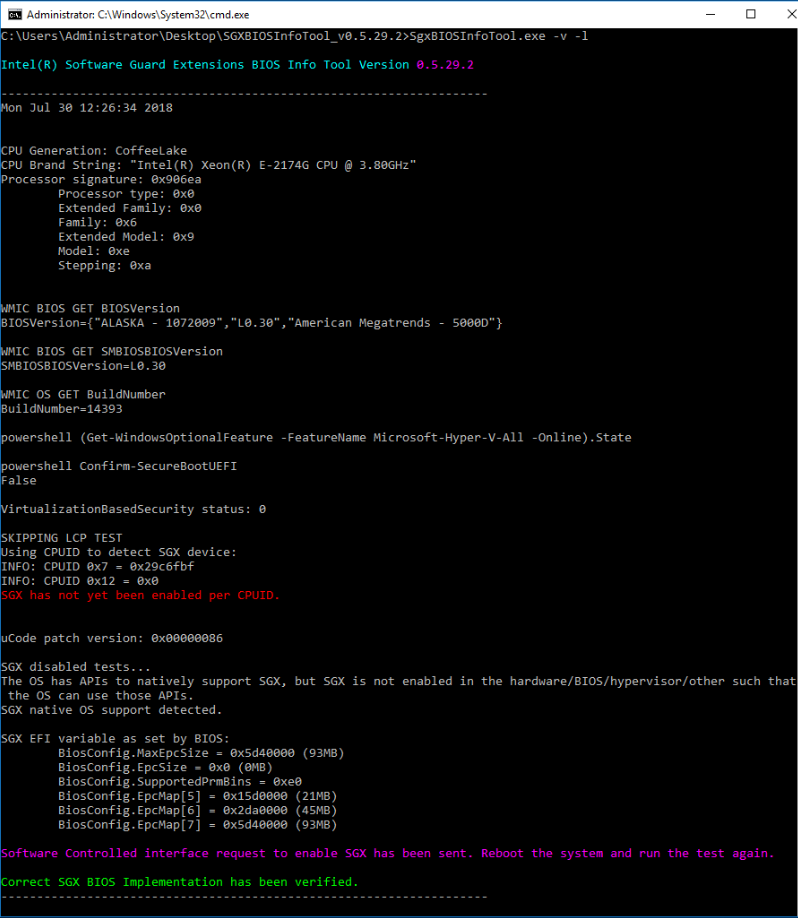 Administrator: C:\Windows\System32\cmd.exe
C:\Users\Administrator\Desktop\SGXBIOSInfoTool_v0.5.29.2>SgxBIOSInfoTool.exe -v -l
Intel(R) Software Guard Extensions BIOS Info Tool Version 0.5.29.2
--------------------------------------------------------------------
Mon Jul 30 12:26:34 2018
CPU Generation: CoffeeLake
CPU Brand String: "Intel(R) Xeon(R) E-2174G CPU @ 3.80GHz"
Processor signature: 0x906ea
Processor type: 0x0
Extended Family: 0x0
Family: 0x6
Extended Model: 0x9
Model: 0xe
Stepping: 0xa
WMIC BIOS GET BIOSVersion
BIOSVersion={"ALASKA - 1072009","L0.30","American Megatrends - 5000D"}
WMIC BIOS GET SMBIOSBIOSVersion
SMBIOSBIOSVersion=L0.30
WMIC OS GET BuildNumber
BuildNumber=14393
powershell (Get-WindowsOptionalFeature -FeatureName Microsoft-Hyper-V-All -Online).State
powershell Confirm-SecureBootUEFI
False
VirtualizationBasedSecurity status: 0
SKIPPING LCP TEST
Using CPUID to detect SGX device:
INFO: CPUID 0x7 = 0x29c6fbf
INFO: CPUID 0x12 = 0x0
SGX has not yet been enabled per CPUID.
uCode patch version: 0x00000086
SGX disabled tests...
The OS has APIs to natively support SGX, but SGX is not enabled in the hardware/BIOS/hypervisor/other such that
the OS can use those APIs.
SGX native OS support detected.
SGX EFI variable as set by BIOS:
BiosConfig.MaxEpcSize = 0x5d40000 (93MB)
BiosConfig.EpcSize = 0x0 (0MB)
BiosConfig.SupportedPrmBins = 0xe0
BiosConfig.EpcMap[5] = 0x15d0000 (21MB)
BiosConfig.EpcMap[6] = 0x2da0000 (45MB)
BiosConfig.EpcMap[7] = 0x5d40000 (93MB)
Software Controlled interface request to enable SGX has been sent. Reboot the system and run the test again.
Correct SGX BIOS Implementation has been verified.
--------------------------------------------------------------------